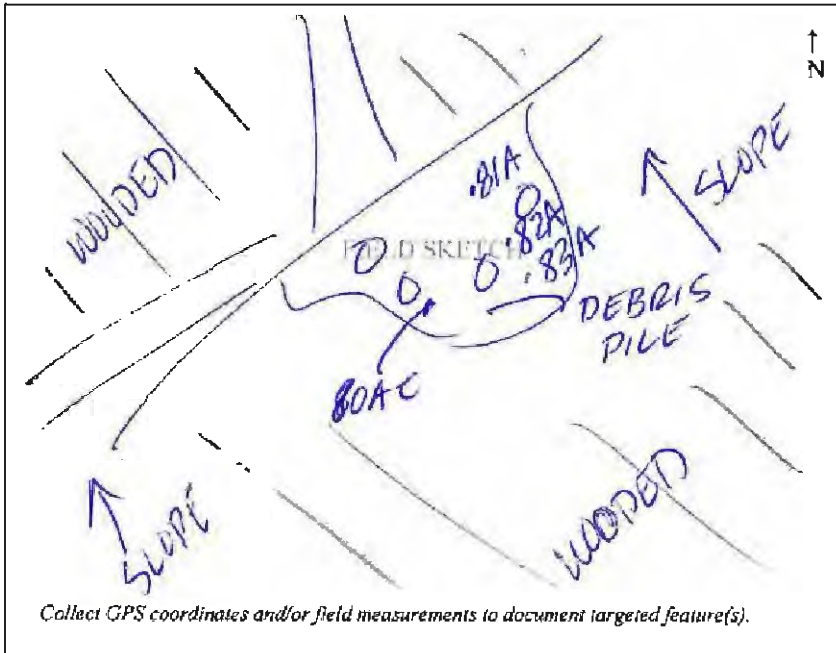 ↑
N
WOODED
SLOPE
.81A
FIELD SKETCH
.82A
.83A
DEBRIS
PILE
80AC
WOODED
SLOPE
Collect GPS coordinates and/or field measurements to document targeted feature(s).